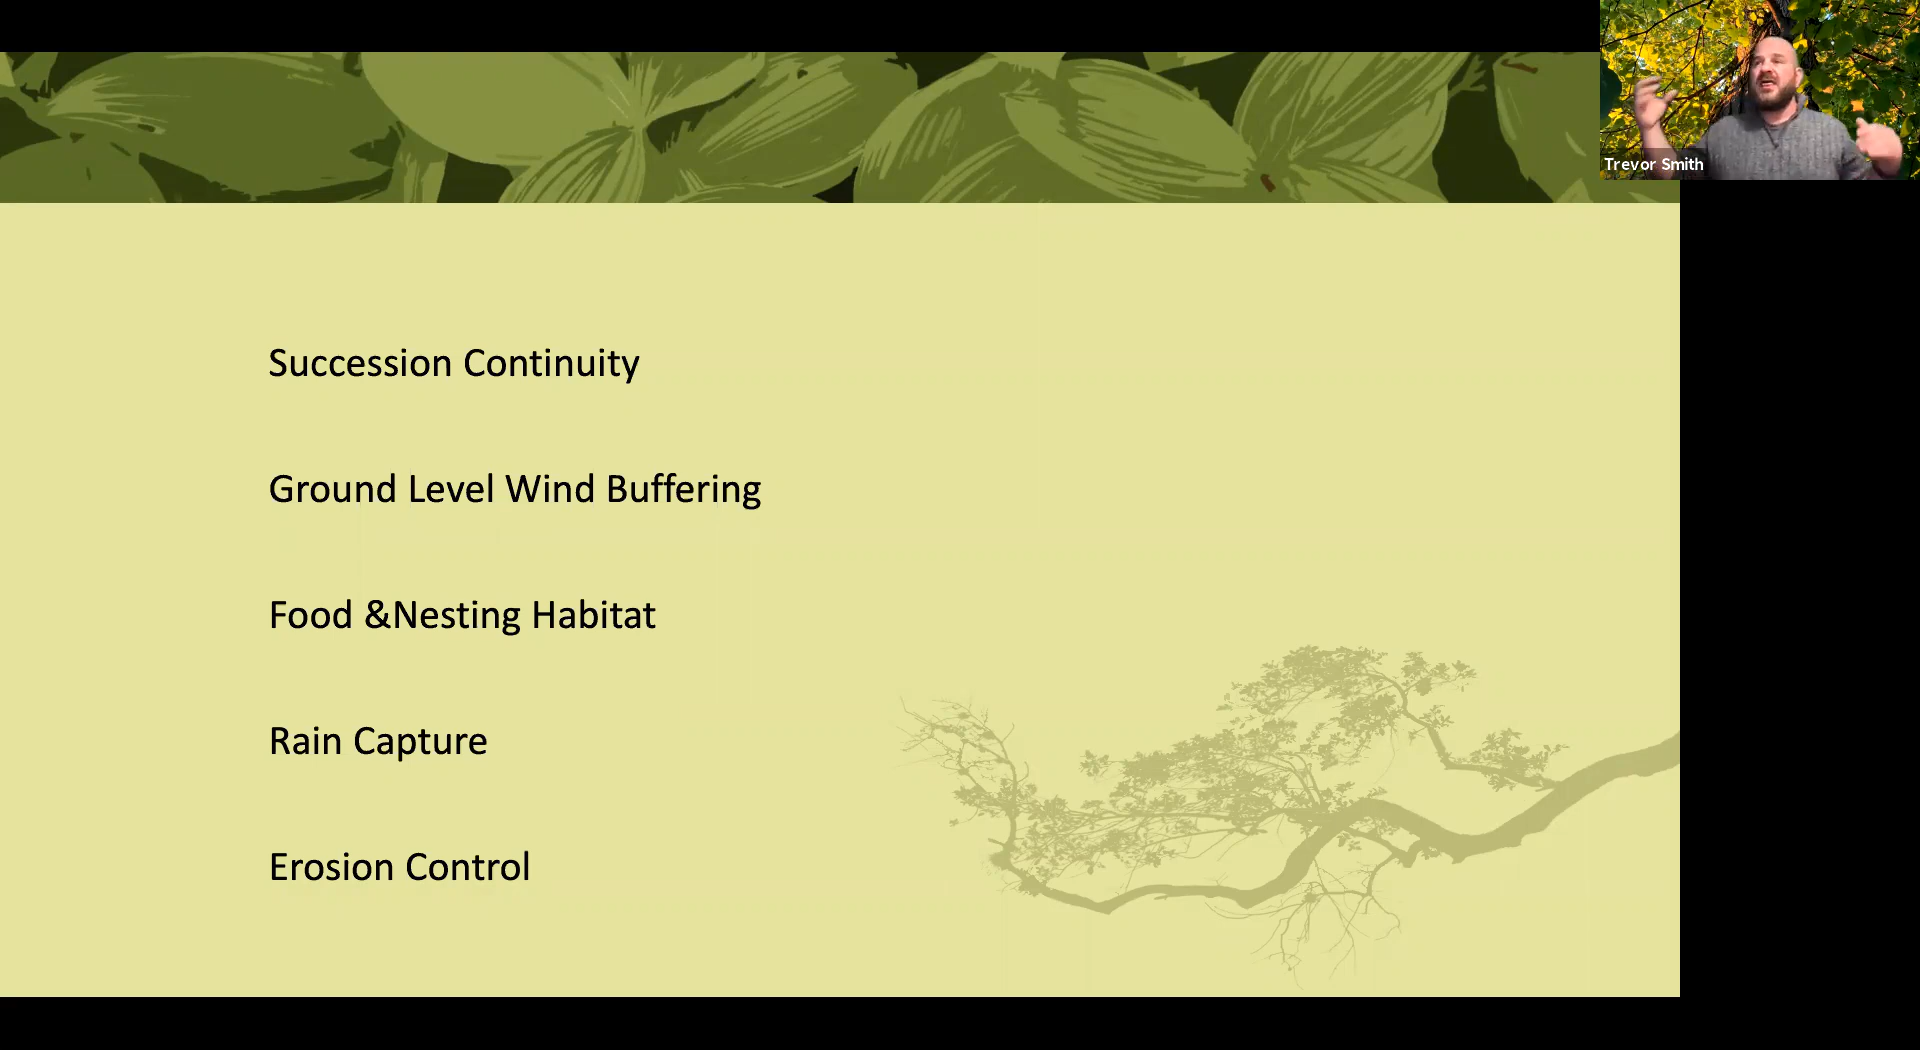 Trevor Smith
Succession Continuity
Ground Level Wind Buffering
Food &Nesting Habitat
Rain Capture
Erosion Control